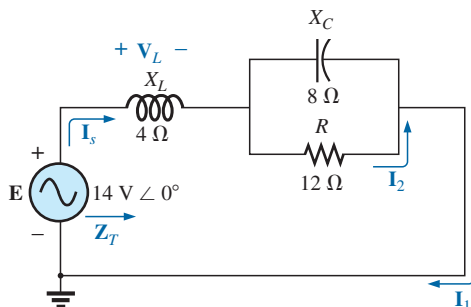 X_C
+ V_L −
X_L
8 Ω
I_s
4 Ω
R
+
12 Ω
I_2
E
14 V ∠ 0°
Z_T
−
I_1